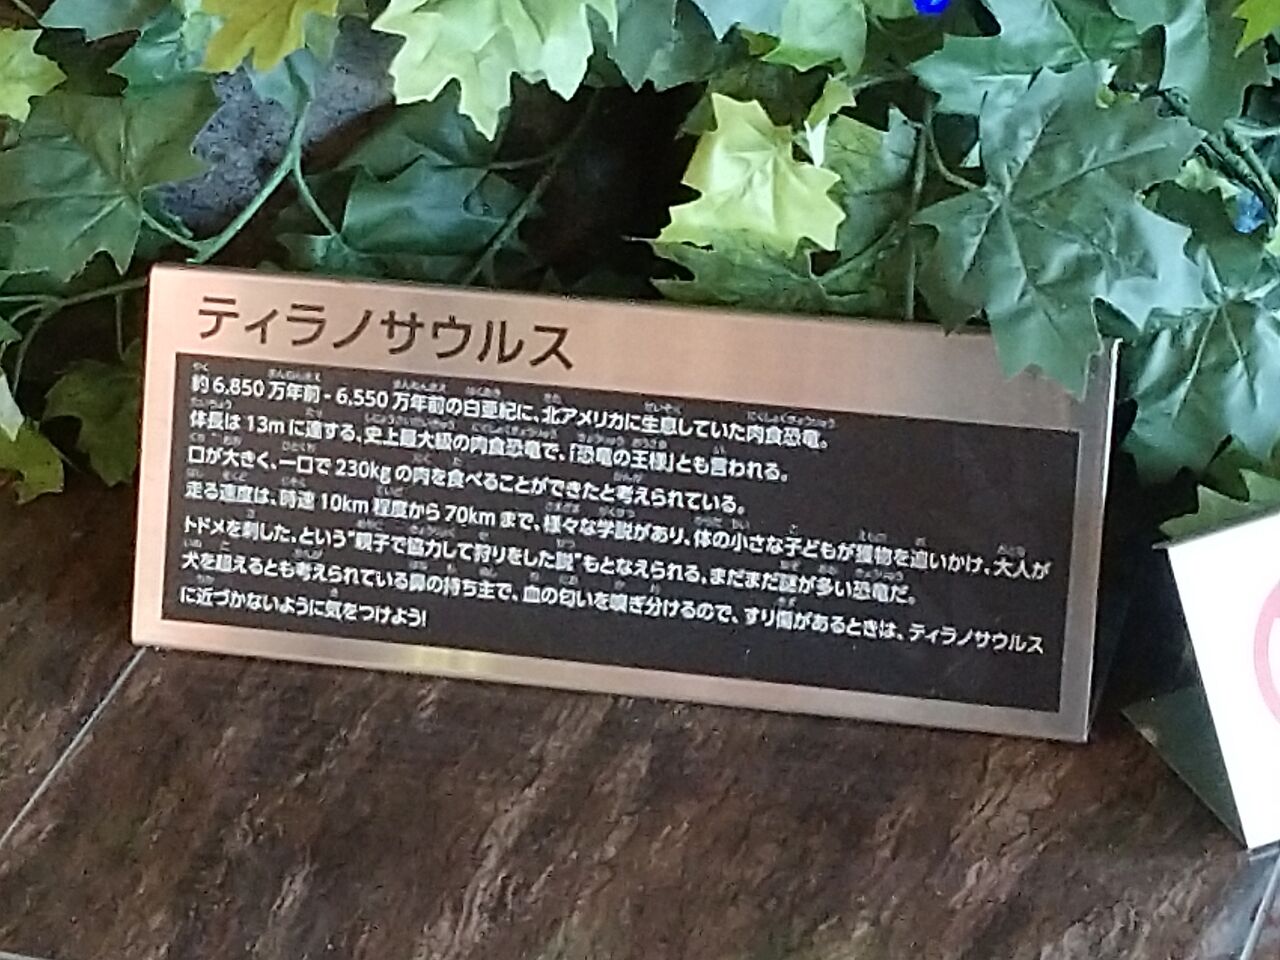 ティラノサウルス
約6,850万年前-6,550万年前の白亜紀に、北アメリカに生息していた肉食恐竜。
体長は13mに達する、史上最大級の肉食恐竜で、「恐竜の王様」とも言われる。
口が大きく、一口で230kgの肉を食べることができたと考えられている。
走る速度は、時速10km程度から70kmまで、様々な学説があり、体の小さな子どもが獲物を追いかけ、大人が
トドメを刺した、という"親子で協力して狩りをした説"もとなえられる、まだまだ謎が多い恐竜だ。
犬を超えるとも考えられている鼻の持ち主で、血の匂いを嗅ぎ分けるので、すり傷があるときは、ティラノサウルス
に近づかないように気をつけよう!